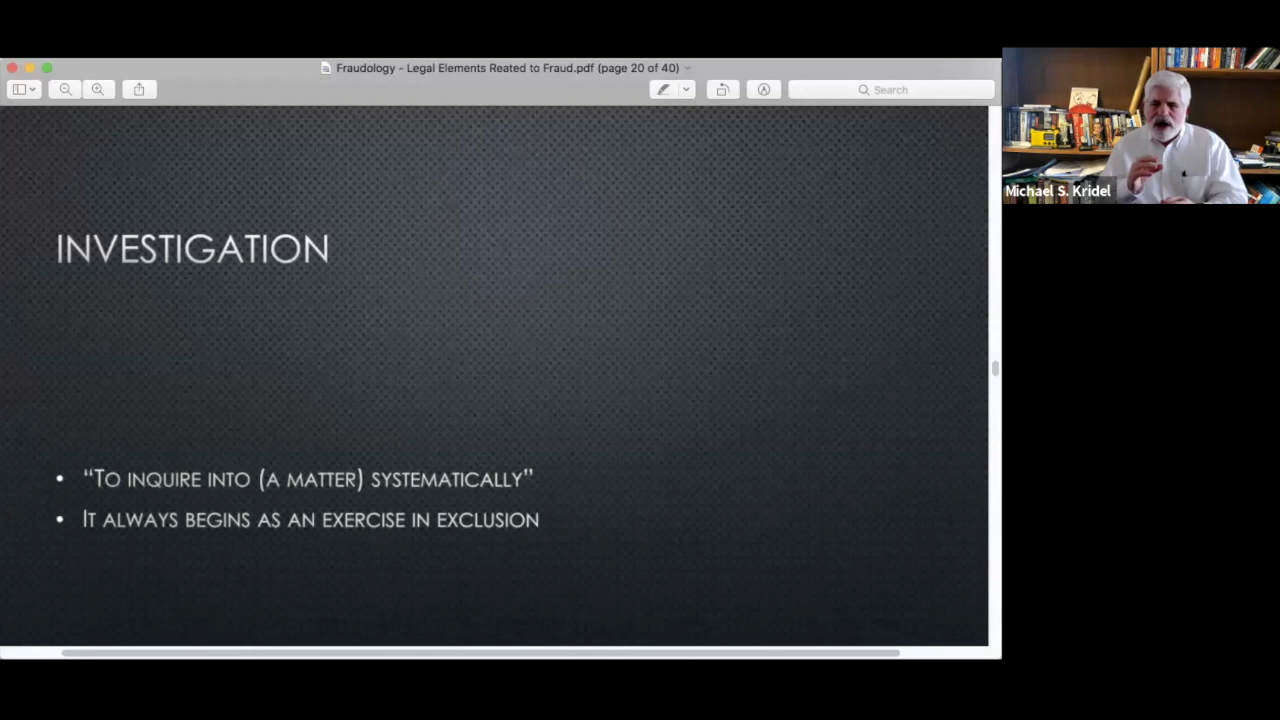 Fraudology - Legal Elements Reated to Fraud.pdf (page 20 of 40)
Search
Michael S. Kridel
INVESTIGATION
• “TO INQUIRE INTO (A MATTER) SYSTEMATICALLY”
• IT ALWAYS BEGINS AS AN EXERCISE IN EXCLUSION